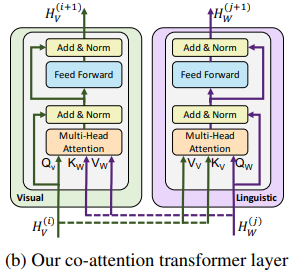 H_V^(i+1) H_W^(j+1)
Add & Norm Add & Norm
Feed Forward Feed Forward
Add & Norm Add & Norm
Multi-Head Attention Multi-Head Attention
Q_V K_W V_W V_V K_V Q_W
Visual Linguistic
H_V^(i) H_W^(j)
(b) Our co-attention transformer layer